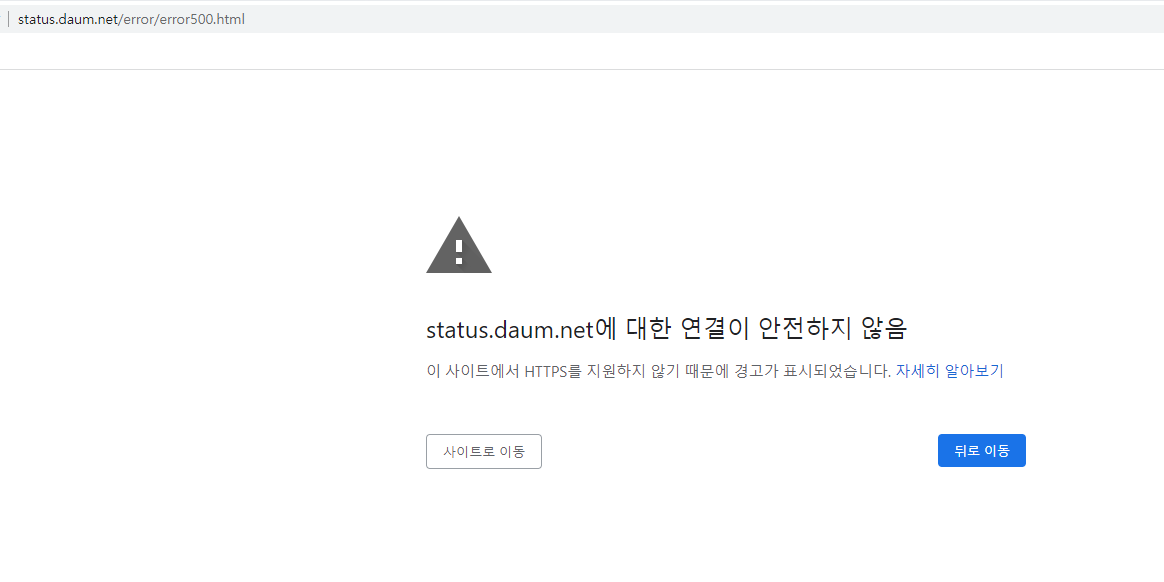 status.daum.net/error/error500.html
status.daum.net에 대한 연결이 안전하지 않음
이 사이트에서 HTTPS를 지원하지 않기 때문에 경고가 표시되었습니다. 자세히 알아보기
사이트로 이동
뒤로 이동